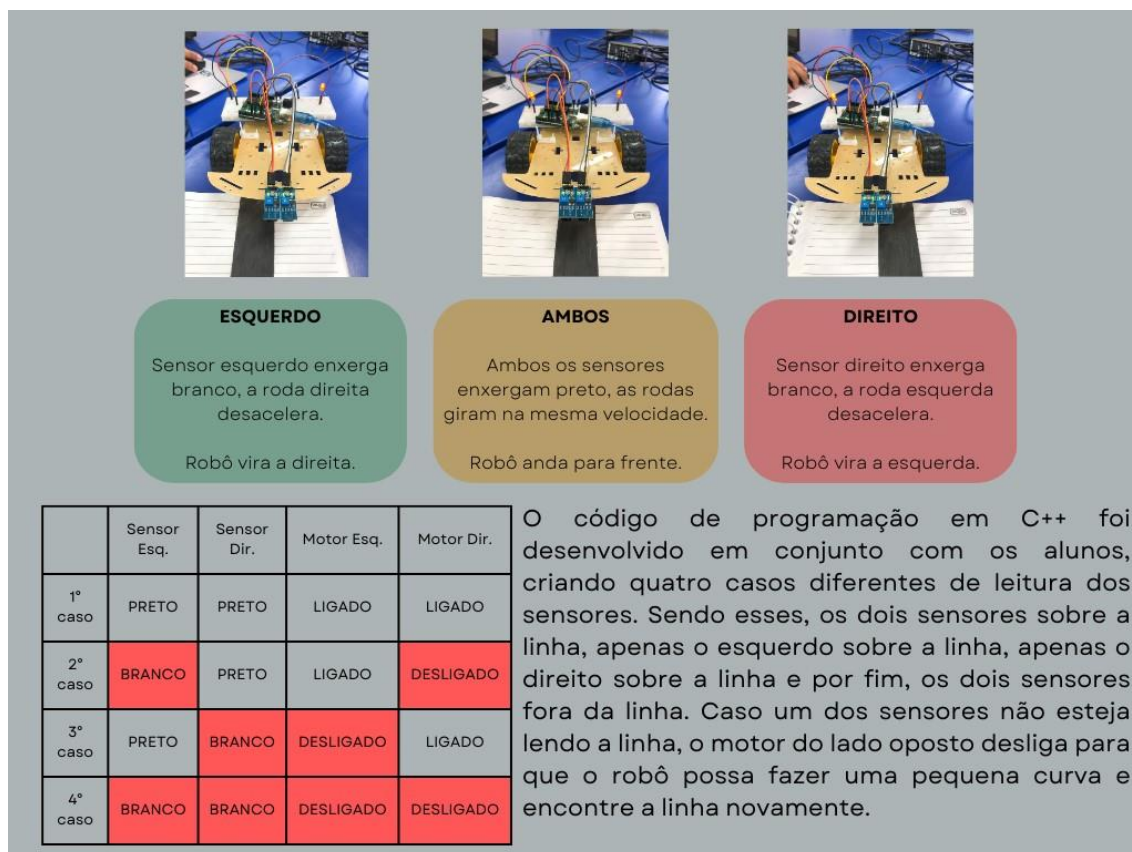 ESQUERDO
Sensor esquerdo enxerga
branco, a roda direita
desacelera.
Robô vira a direita.
AMBOS
Ambos os sensores
enxergam preto, as rodas
giram na mesma velocidade.
Robô anda para frente.
DIREITO
Sensor direito enxerga
branco, a roda esquerda
desacelera.
Robô vira a esquerda.
Sensor Esq. Sensor Dir. Motor Esq. Motor Dir.
1° caso PRETO PRETO LIGADO LIGADO
2° caso BRANCO PRETO LIGADO DESLIGADO
3° caso PRETO BRANCO DESLIGADO LIGADO
4° caso BRANCO BRANCO DESLIGADO DESLIGADO
O código de programação em C++ foi
desenvolvido em conjunto com os alunos,
criando quatro casos diferentes de leitura dos
sensores. Sendo esses, os dois sensores sobre a
linha, apenas o esquerdo sobre a linha, apenas o
direito sobre a linha e por fim, os dois sensores
fora da linha. Caso um dos sensores não esteja
lendo a linha, o motor do lado oposto desliga para
que o robô possa fazer uma pequena curva e
encontre a linha novamente.